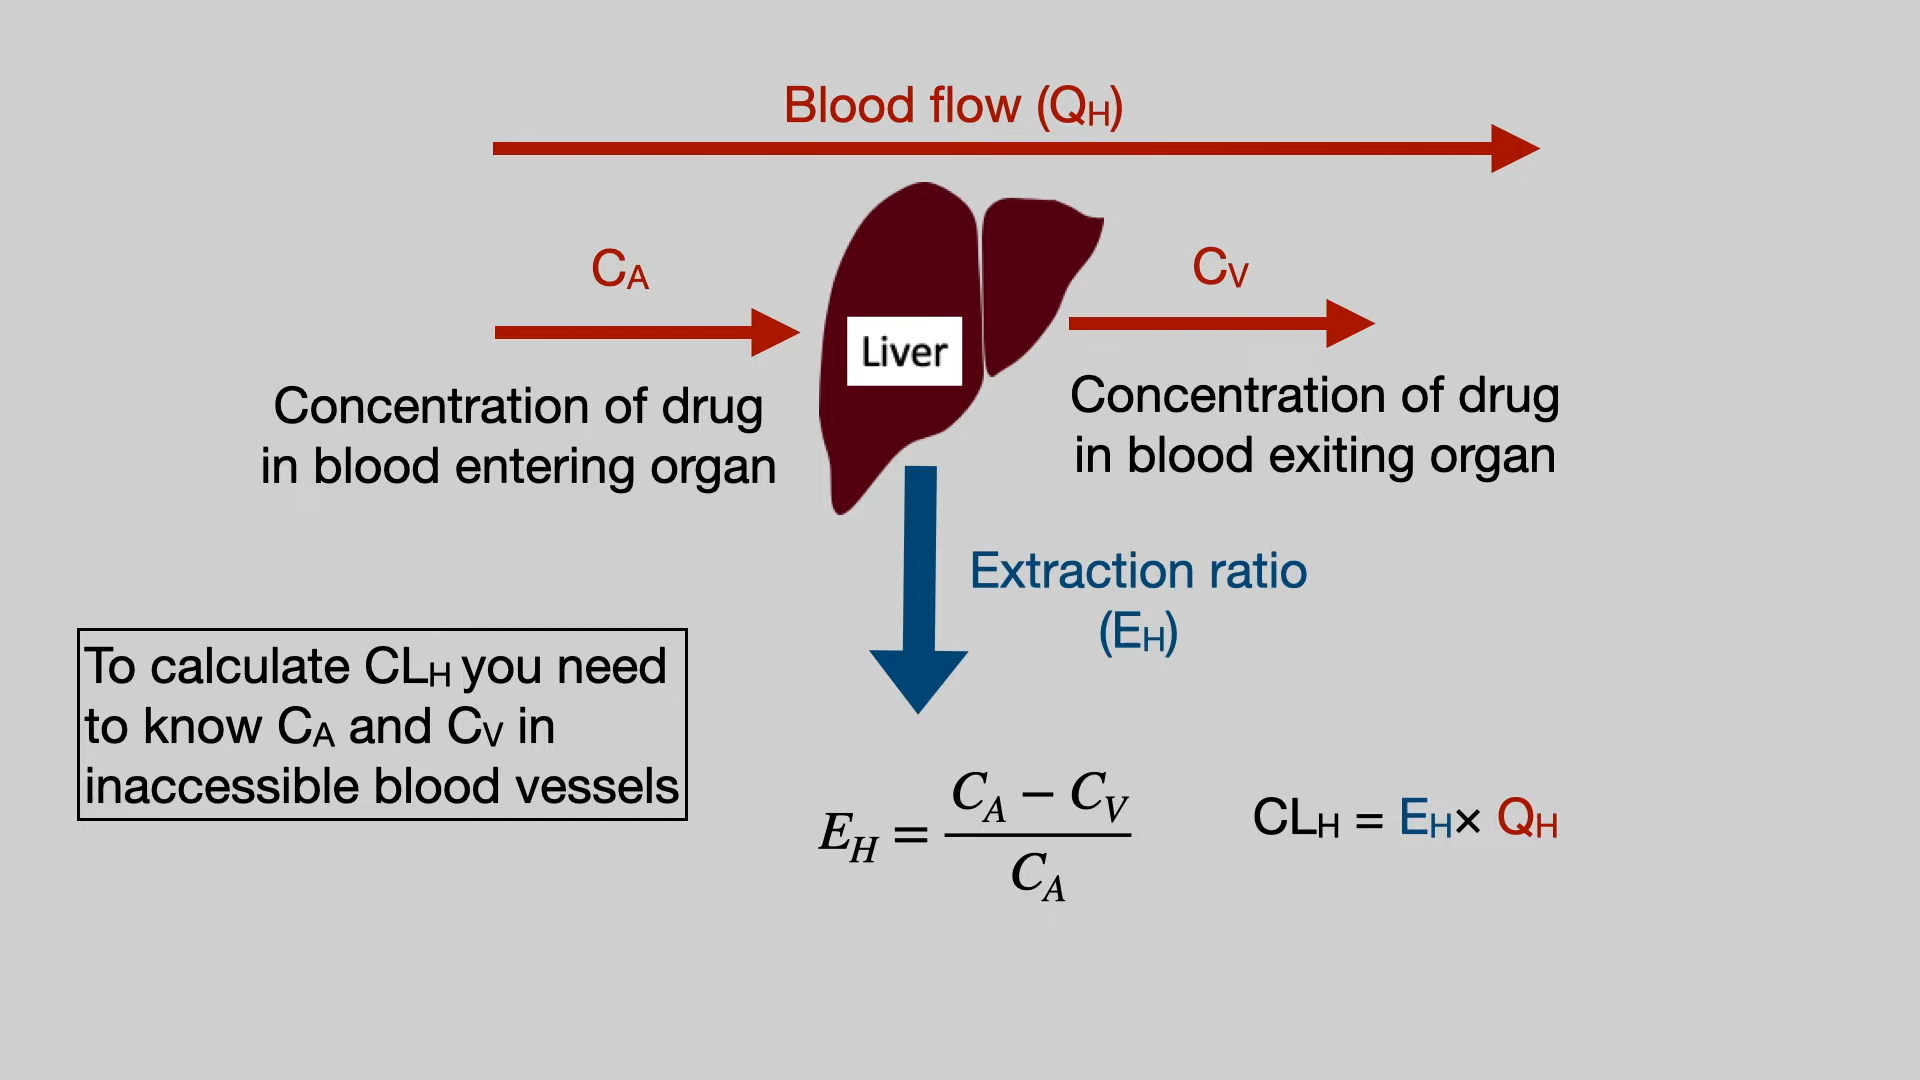 Blood flow (QH)
CA
CV
Liver
Concentration of drug
in blood entering organ
Concentration of drug
in blood exiting organ
Extraction ratio
(EH)
To calculate CLH you need
to know CA and CV in
inaccessible blood vessels
EH = (CA − CV) / CA
CLH = EH× QH